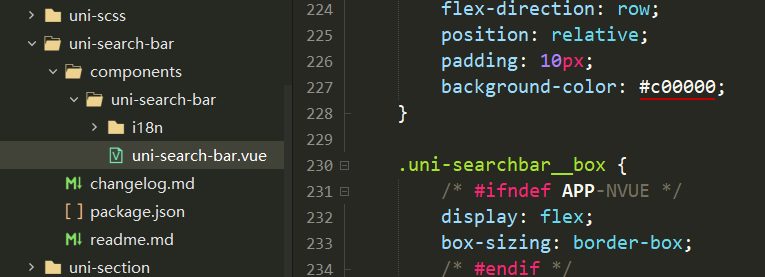 uni-scss
uni-search-bar
components
uni-search-bar
i18n
uni-search-bar.vue
changelog.md
package.json
readme.md
uni-section
224 flex-direction: row;
225 position: relative;
226 padding: 10px;
227 background-color: #c00000;
228 }
229
230 .uni-searchbar__box {
231 /* #ifndef APP-NVUE */
232 display: flex;
233 box-sizing: border-box;
234 /* #endif */